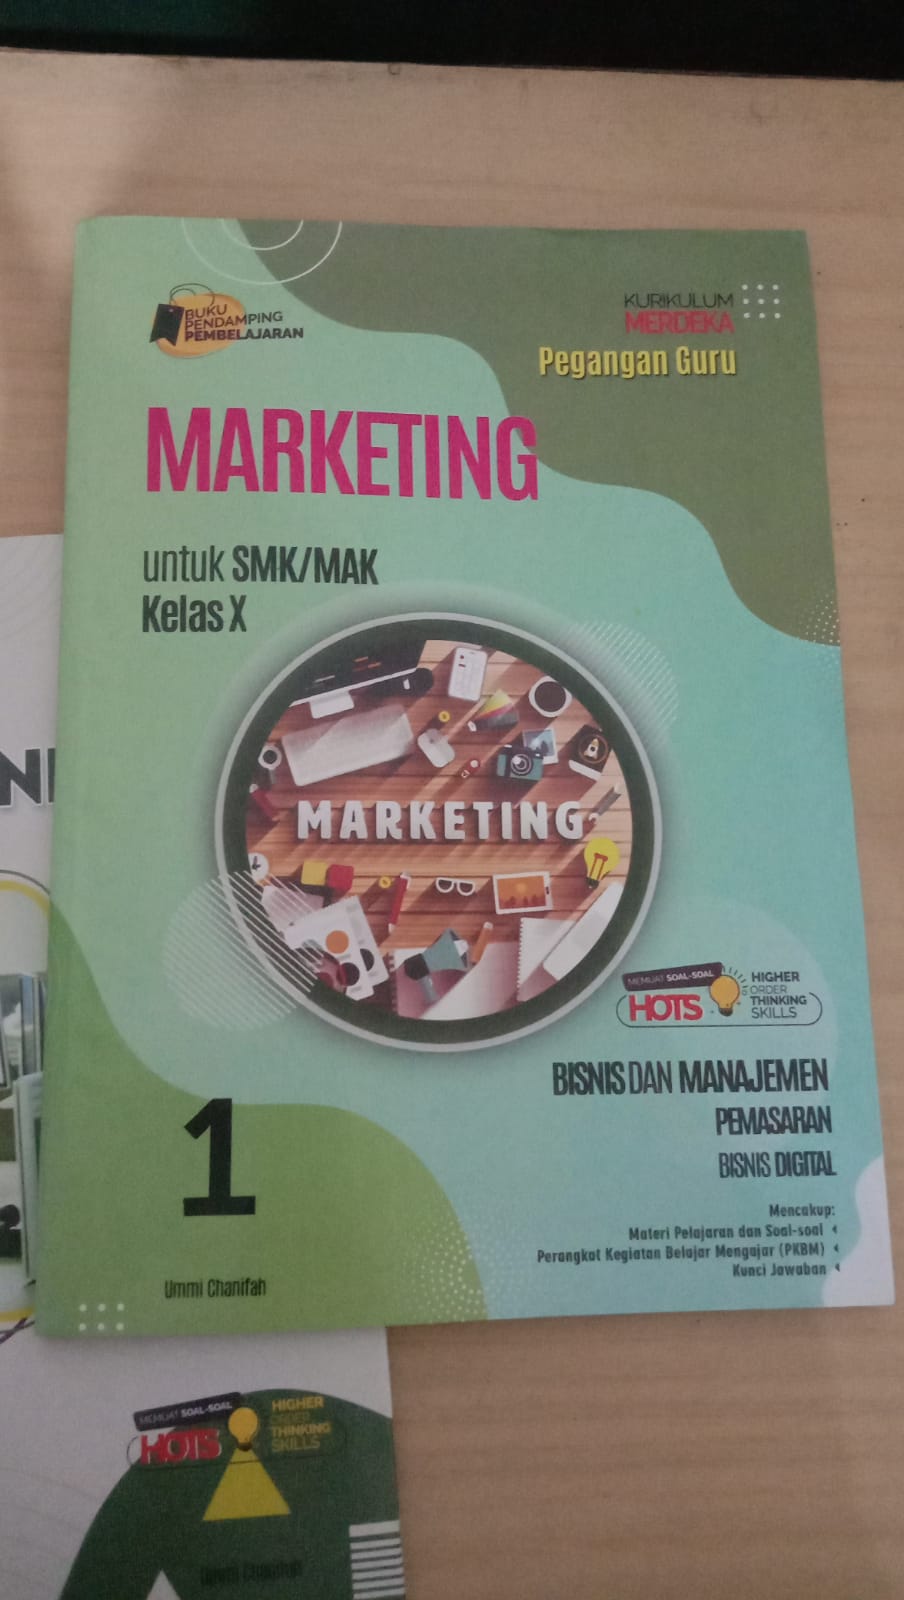 BUKU
PENDAMPING
PEMBELAJARAN
KURIKULUM
MERDEKA
Pegangan Guru
MARKETING
untuk SMK/MAK
Kelas X
MARKETING
MEMUAT SOAL-SOAL
HOTS
HIGHER
ORDER
THINKING
SKILLS
BISNIS DAN MANAJEMEN
PEMASARAN
BISNIS DIGITAL
1
Mencakup:
Materi Pelajaran dan Soal-soal
Perangkat Kegiatan Belajar Mengajar (PKBM)
Kunci Jawaban
Ummi Chanifah
MEMUAT SOAL-SOAL
HOTS
HIGHER
ORDER
THINKING
SKILLS
Ummi Chanifah